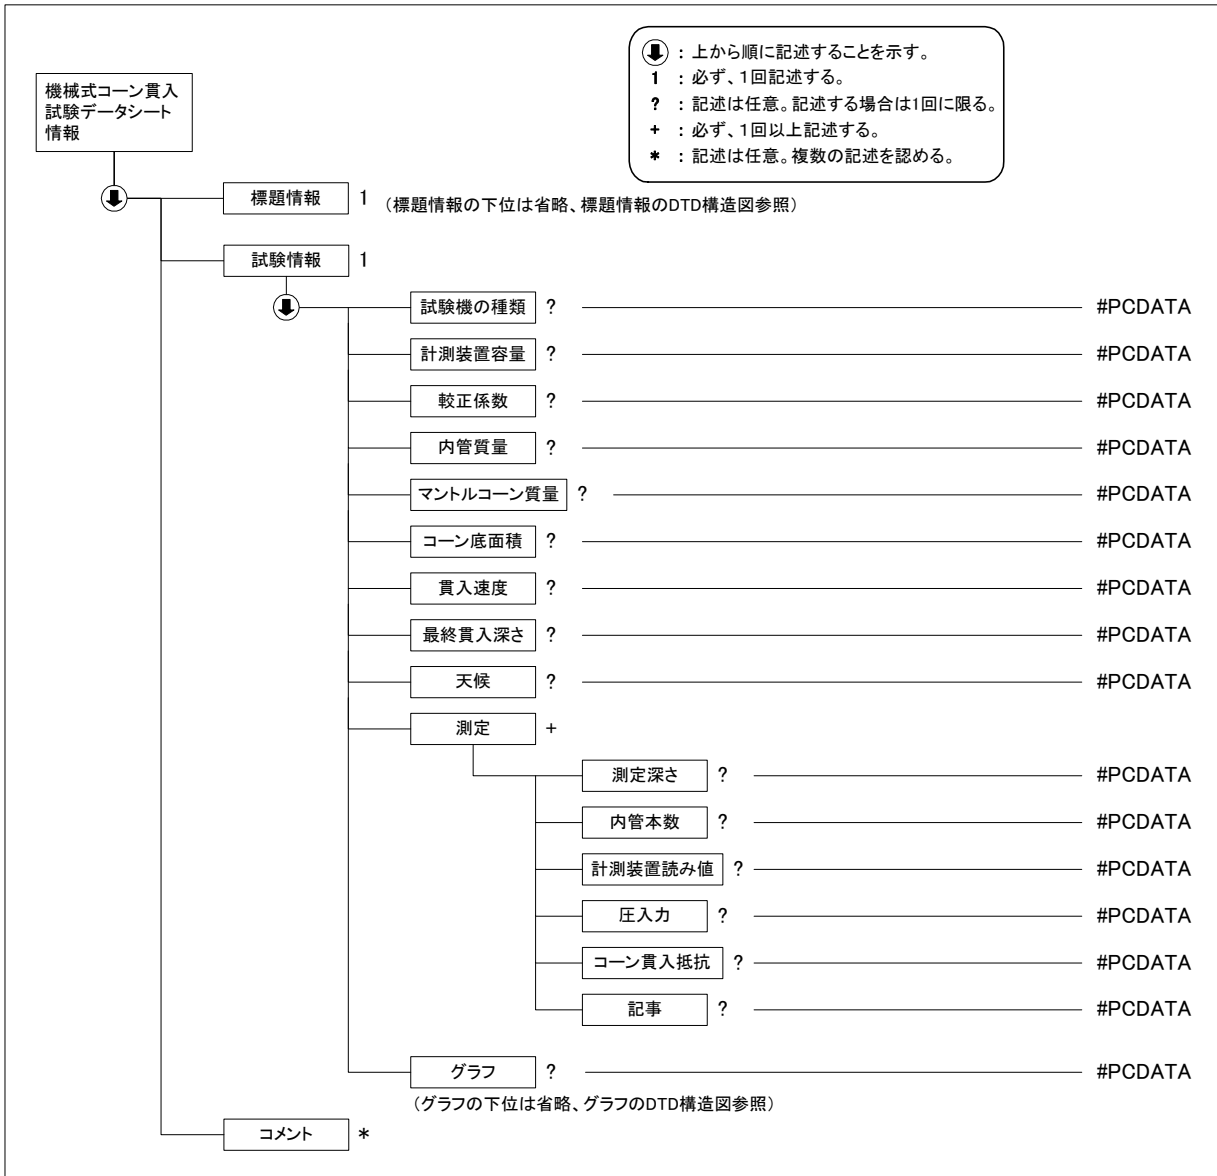 ：上から順に記述することを示す。
1 ：必ず、1回記述する。
? ：記述は任意。記述する場合は1回に限る。
+ ：必ず、1回以上記述する。
* ：記述は任意。複数の記述を認める。
機械式コーン貫入
試験データシート
情報
標題情報 1 （標題情報の下位は省略、標題情報のDTD構造図参照）
試験情報 1
試験機の種類 ? #PCDATA
計測装置容量 ? #PCDATA
較正係数 ? #PCDATA
内管質量 ? #PCDATA
マントルコーン質量 ? #PCDATA
コーン底面積 ? #PCDATA
貫入速度 ? #PCDATA
最終貫入深さ ? #PCDATA
天候 ? #PCDATA
測定 +
測定深さ ? #PCDATA
内管本数 ? #PCDATA
計測装置読み値 ? #PCDATA
圧入力 ? #PCDATA
コーン貫入抵抗 ? #PCDATA
記事 ? #PCDATA
グラフ ? #PCDATA
（グラフの下位は省略、グラフのDTD構造図参照）
コメント *